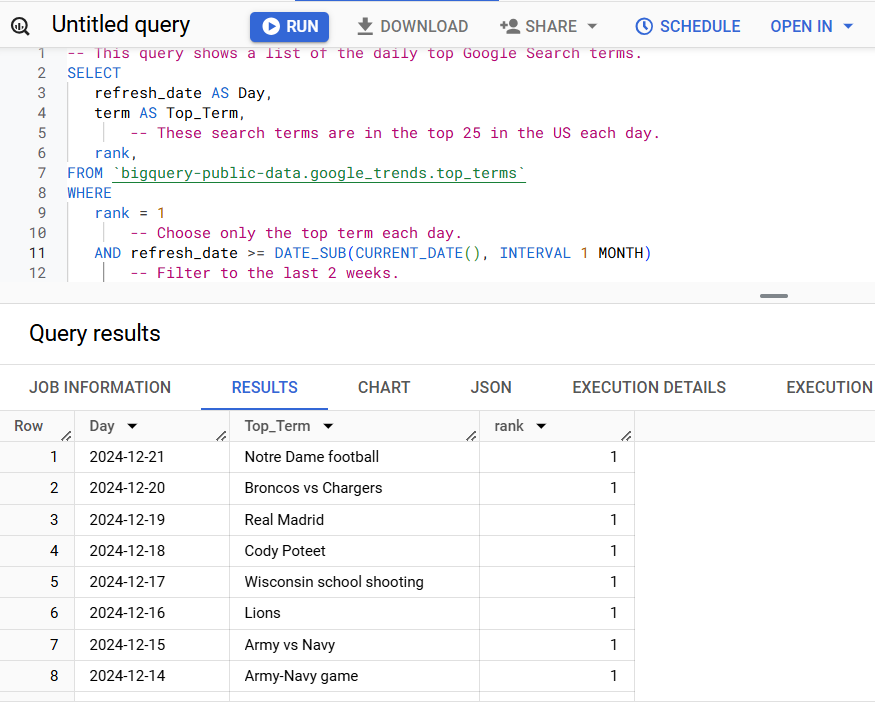 Untitled query RUN DOWNLOAD SHARE SCHEDULE OPEN IN
1 -- This query shows a list of the daily top Google Search terms.
2 SELECT
3 refresh_date AS Day,
4 term AS Top_Term,
5 -- These search terms are in the top 25 in the US each day.
6 rank,
7 FROM `bigquery-public-data.google_trends.top_terms`
8 WHERE
9 rank = 1
10 -- Choose only the top term each day.
11 AND refresh_date >= DATE_SUB(CURRENT_DATE(), INTERVAL 1 MONTH)
12 -- Filter to the last 2 weeks.
Query results
JOB INFORMATION RESULTS CHART JSON EXECUTION DETAILS EXECUTION
Row Day Top_Term rank
1 2024-12-21 Notre Dame football 1
2 2024-12-20 Broncos vs Chargers 1
3 2024-12-19 Real Madrid 1
4 2024-12-18 Cody Poteet 1
5 2024-12-17 Wisconsin school shooting 1
6 2024-12-16 Lions 1
7 2024-12-15 Army vs Navy 1
8 2024-12-14 Army-Navy game 1